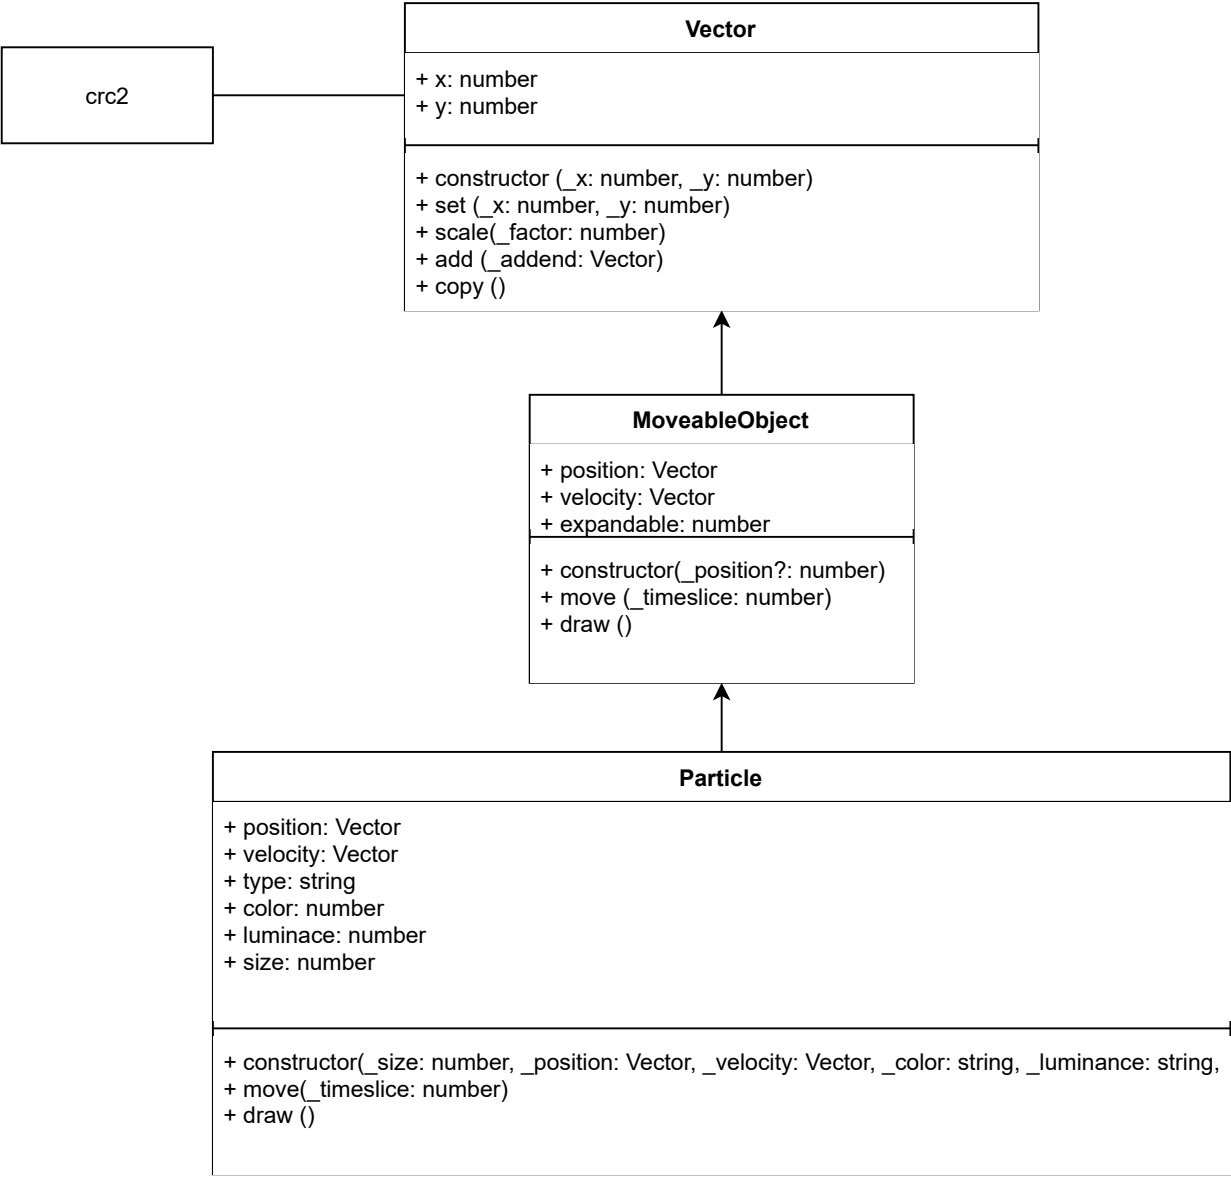 Vector
crc2
+ x: number
+ y: number
+ constructor (_x: number, _y: number)
+ set (_x: number, _y: number)
+ scale(_factor: number)
+ add (_addend: Vector)
+ copy ()
MoveableObject
+ position: Vector
+ velocity: Vector
+ expandable: number
+ constructor(_position?: number)
+ move (_timeslice: number)
+ draw ()
Particle
+ position: Vector
+ velocity: Vector
+ type: string
+ color: number
+ luminace: number
+ size: number
+ constructor(_size: number, _position: Vector, _velocity: Vector, _color: string, _luminance: string,
+ move(_timeslice: number)
+ draw ()